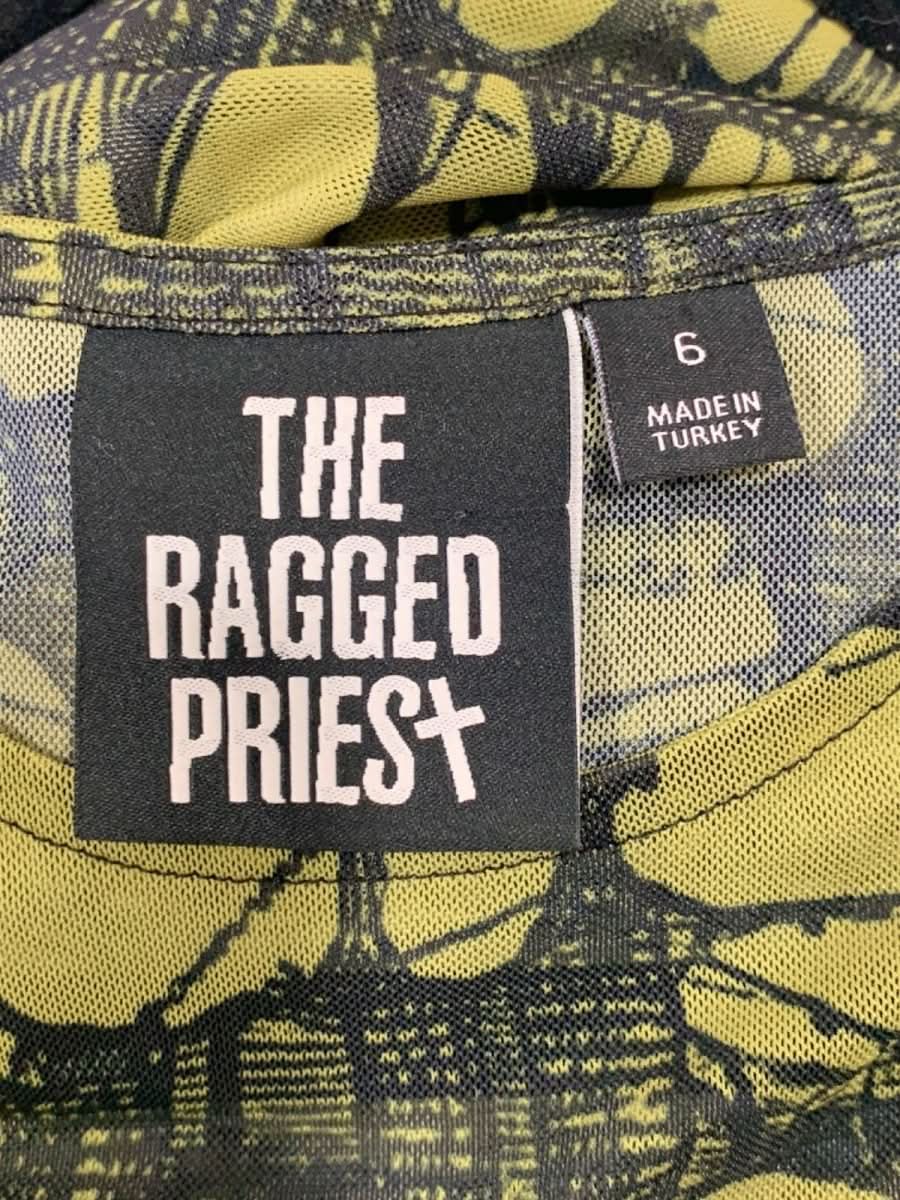 THE
RAGGED
PRIEST
6
MADE IN
TURKEY